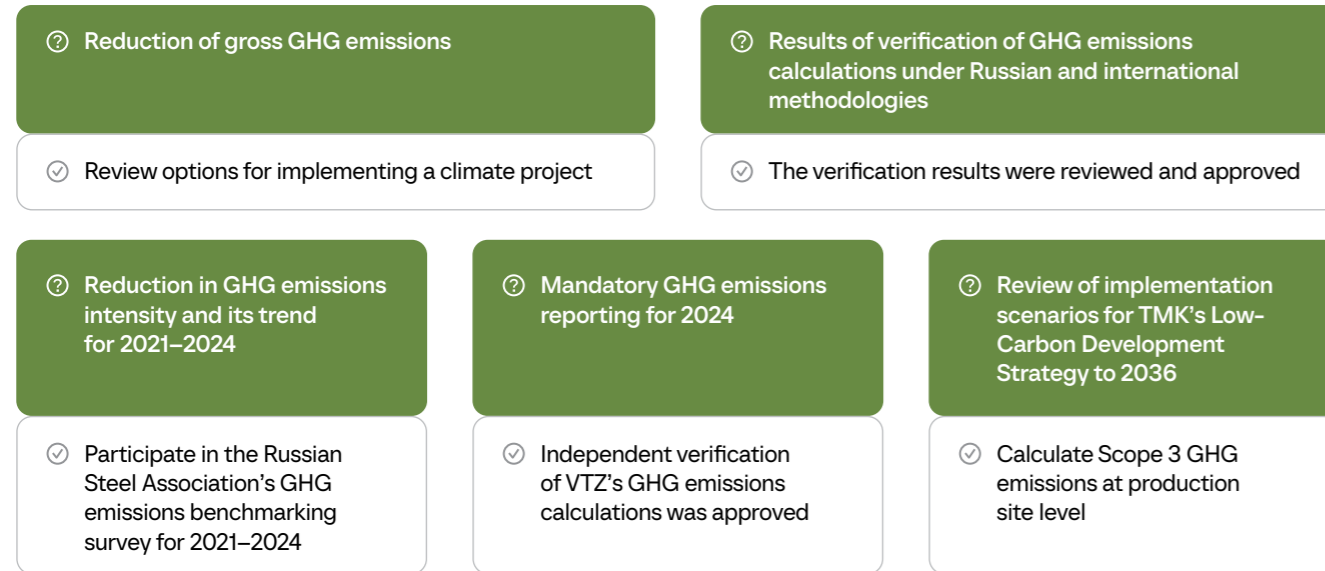 Reduction of gross GHG emissions
Review options for implementing a climate project
Results of verification of GHG emissions
calculations under Russian and international
methodologies
The verification results were reviewed and approved
Reduction in GHG emissions
intensity and its trend
for 2021–2024
Participate in the Russian
Steel Association's GHG
emissions benchmarking
survey for 2021–2024
Mandatory GHG emissions
reporting for 2024
Independent verification
of VTZ's GHG emissions
calculations was approved
Review of implementation
scenarios for TMK's Low-
Carbon Development
Strategy to 2036
Calculate Scope 3 GHG
emissions at production
site level